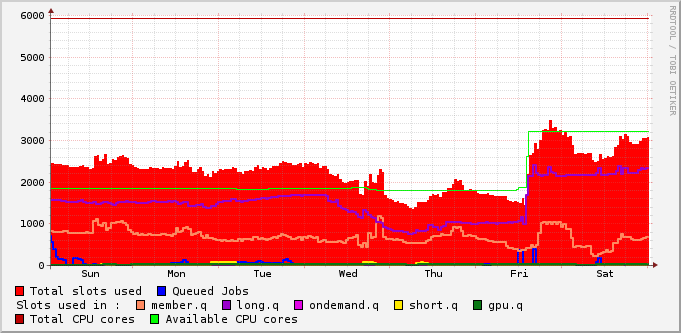 6000
5000
4000
3000
2000
1000
0
Sun Mon Tue Wed Thu Fri Sat
RRDTOOL / TOBI OETIKER
Total slots used Queued Jobs
Slots used in : member.q long.q ondemand.q short.q gpu.q
Total CPU cores Available CPU cores